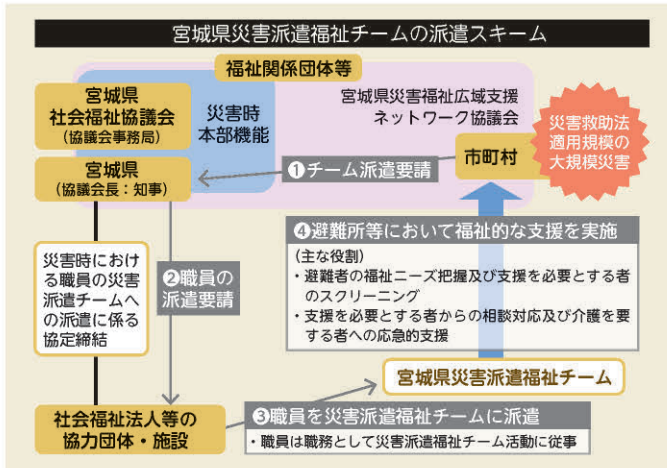 宮城県災害派遣福祉チームの派遣スキーム
福祉関係団体等
宮城県
社会福祉協議会
(協議会事務局)
災害時
本部機能
宮城県災害福祉広域支援
ネットワーク協議会
災害救助法
適用規模の
大規模災害
市町村
宮城県
(協議会長：知事)
❶チーム派遣要請
災害時における
職員の災害
派遣チームへ
の派遣に係る
協定締結
❷職員の
派遣要請
❹避難所等において福祉的な支援を実施
(主な役割)
・避難者の福祉ニーズ把握及び支援を必要とする者
のスクリーニング
・支援を必要とする者からの相談対応及び介護を要
する者への応急的支援
宮城県災害派遣福祉チーム
社会福祉法人等の
協力団体・施設
❸職員を災害派遣福祉チームに派遣
・職員は職務として災害派遣福祉チーム活動に従事